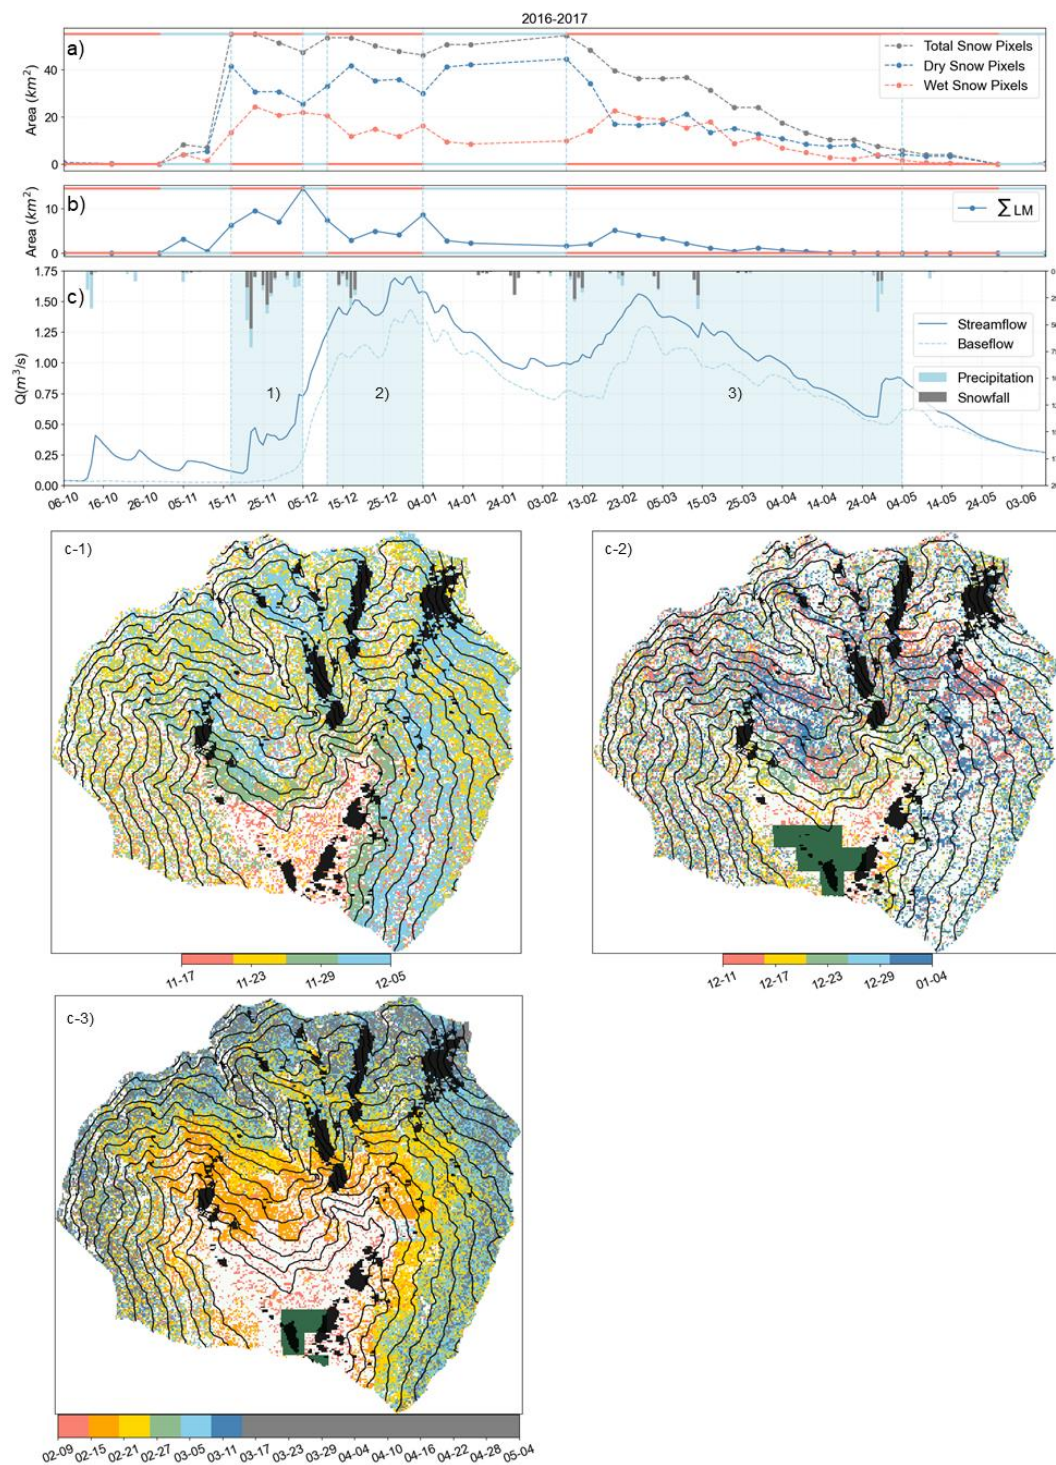 2016-2017
a)
Area (km²)
40
20
0
Total Snow Pixels
Dry Snow Pixels
Wet Snow Pixels
b)
Area (km²)
10
0
∑ LM
c)
Q(m³/s)
1.75
1.50
1.25
1.00
0.75
0.50
0.25
0.00
1)
2)
3)
Streamflow
Baseflow
Precipitation
Snowfall
06-10 16-10 26-10 05-11 15-11 25-11 05-12 15-12 25-12 04-01 14-01 24-01 03-02 13-02 23-02 05-03 15-03 25-03 04-04 14-04 24-04 04-05 14-05 24-05 03-06
c-1)
11-17 11-23 11-29 12-05
c-2)
12-11 12-17 12-23 12-29 01-04
c-3)
02-09 02-15 02-21 02-27 03-05 03-11 03-17 03-23 03-29 04-04 04-10 04-16 04-22 04-28 05-04